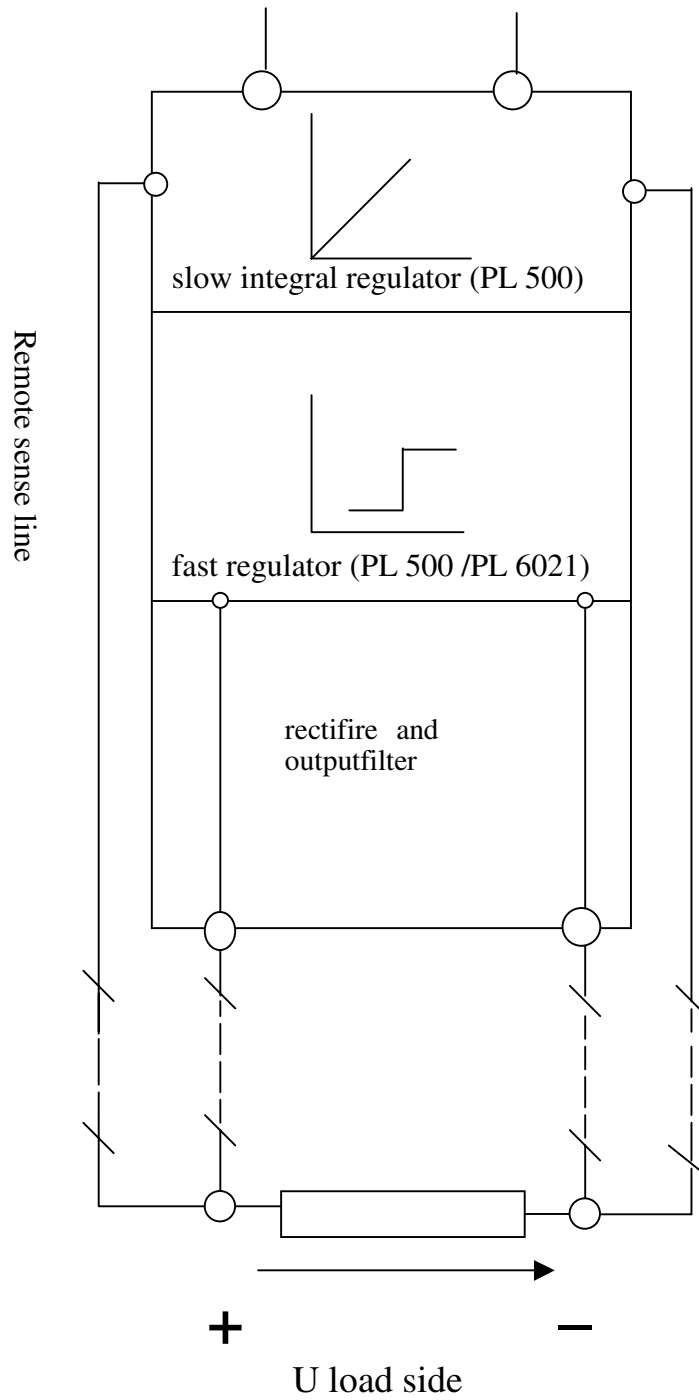 slow integral regulator (PL 500)
Remote sense line
fast regulator (PL 500 /PL 6021)
rectifire and
outputfilter
+ −
U load side